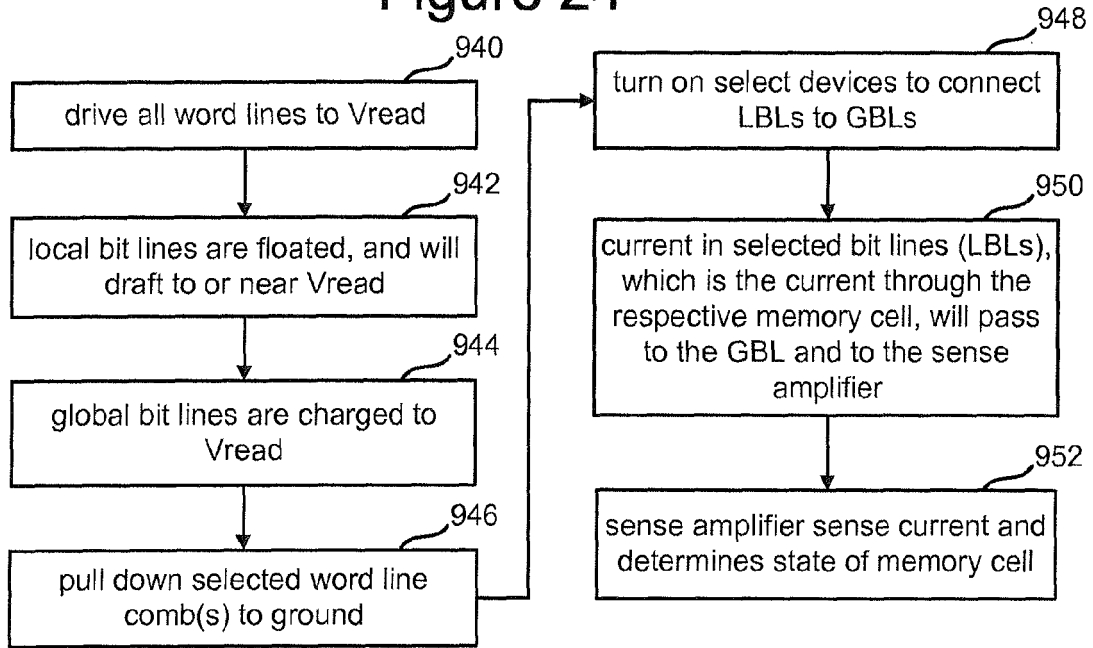 Figure 24
940
drive all word lines to Vread
942
local bit lines are floated, and will
draft to or near Vread
944
global bit lines are charged to
Vread
946
pull down selected word line
comb(s) to ground
948
turn on select devices to connect
LBLs to GBLs
950
current in selected bit lines (LBLs),
which is the current through the
respective memory cell, will pass
to the GBL and to the sense
amplifier
952
sense amplifier sense current and
determines state of memory cell